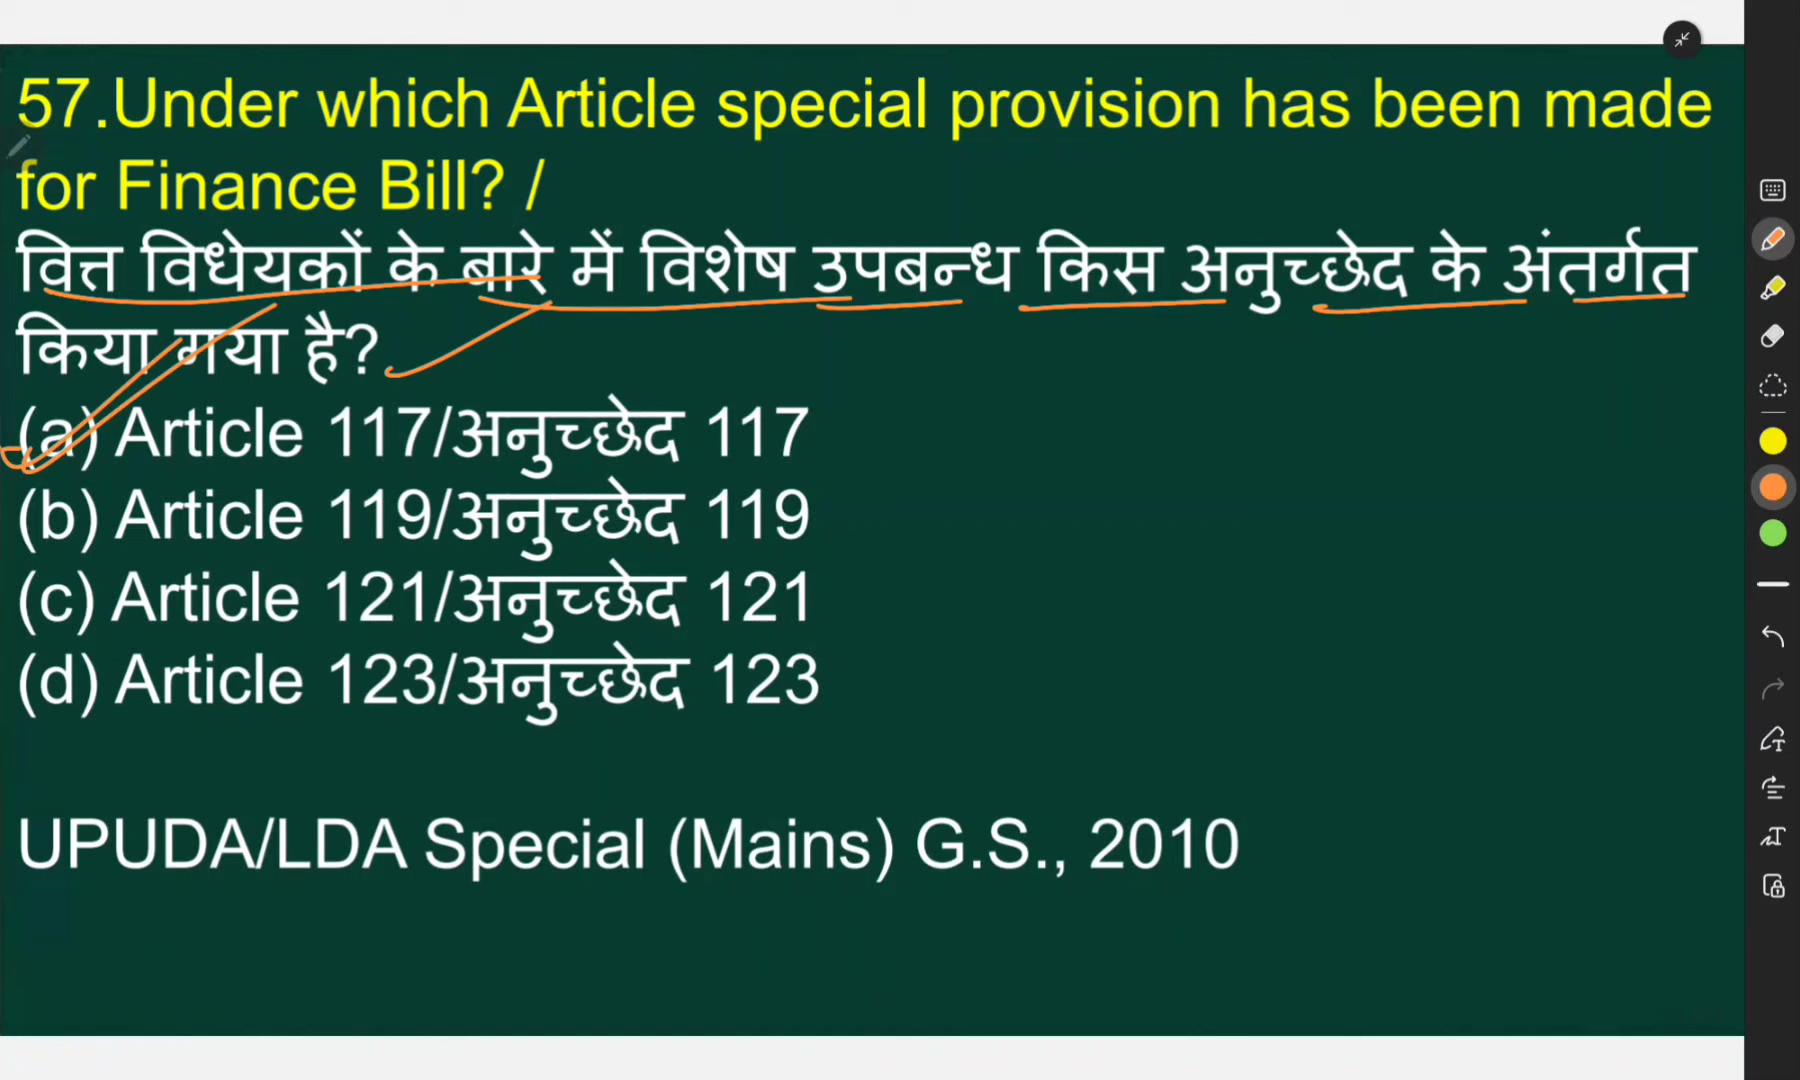 57.Under which Article special provision has been made
for Finance Bill? /
वित्त विधेयकों के बारे में विशेष उपबन्ध किस अनुच्छेद के अंतर्गत
किया गया है?
(a) Article 117/अनुच्छेद 117
(b) Article 119/अनुच्छेद 119
(c) Article 121/अनुच्छेद 121
(d) Article 123/अनुच्छेद 123
UPUDA/LDA Special (Mains) G.S., 2010